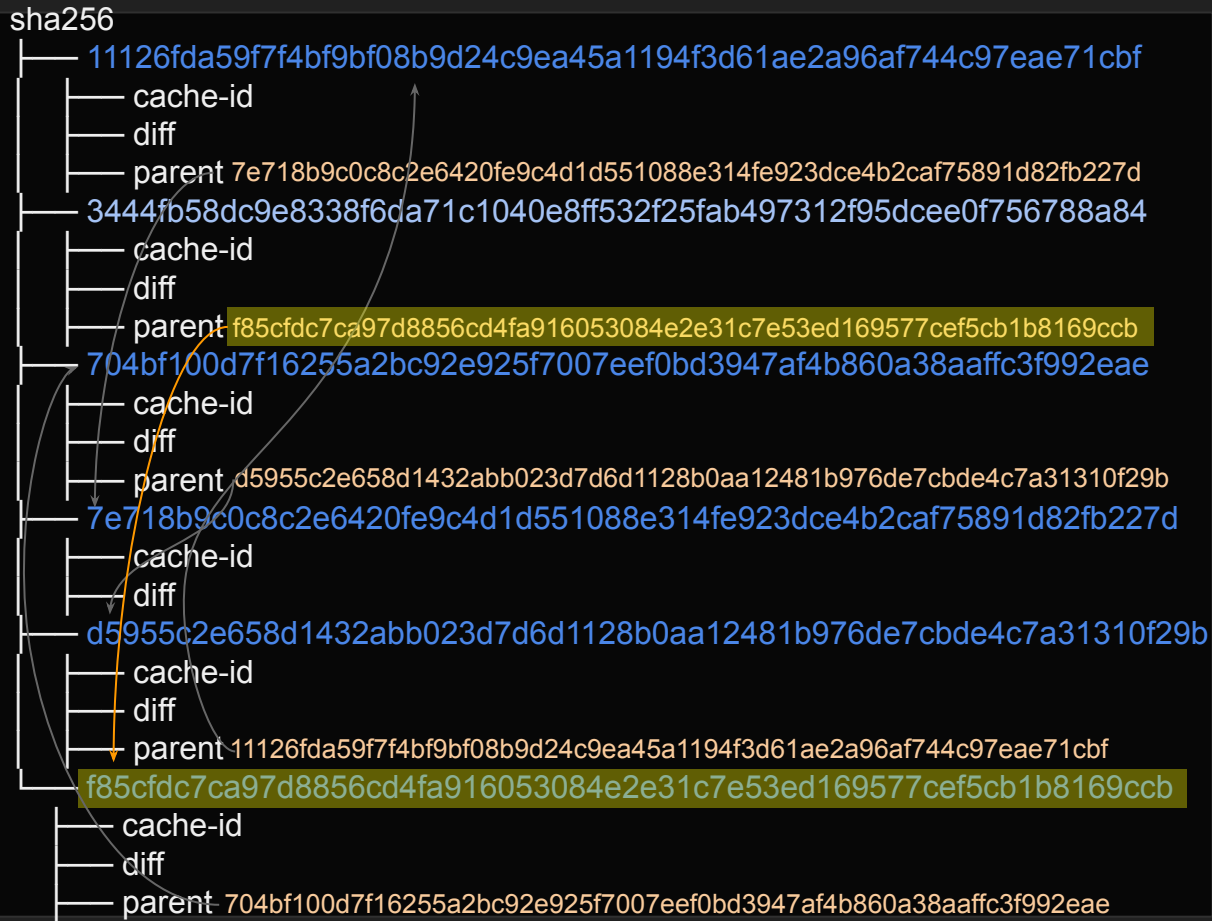 sha256
11126fda59f7f4bf9bf08b9d24c9ea45a1194f3d61ae2a96af744c97eae71cbf
cache-id
diff
parent 7e718b9c0c8c2e6420fe9c4d1d551088e314fe923dce4b2caf75891d82fb227d
3444fb58dc9e8338f6da71c1040e8ff532f25fab497312f95dcee0f756788a84
cache-id
diff
parent f85cfdc7ca97d8856cd4fa916053084e2e31c7e53ed169577cef5cb1b8169ccb
704bf100d7f16255a2bc92e925f7007eef0bd3947af4b860a38aaffc3f992eae
cache-id
diff
parent d5955c2e658d1432abb023d7d6d1128b0aa12481b976de7cbde4c7a31310f29b
7e718b9c0c8c2e6420fe9c4d1d551088e314fe923dce4b2caf75891d82fb227d
cache-id
diff
d5955c2e658d1432abb023d7d6d1128b0aa12481b976de7cbde4c7a31310f29b
cache-id
diff
parent 11126fda59f7f4bf9bf08b9d24c9ea45a1194f3d61ae2a96af744c97eae71cbf
f85cfdc7ca97d8856cd4fa916053084e2e31c7e53ed169577cef5cb1b8169ccb
cache-id
diff
parent 704bf100d7f16255a2bc92e925f7007eef0bd3947af4b860a38aaffc3f992eae